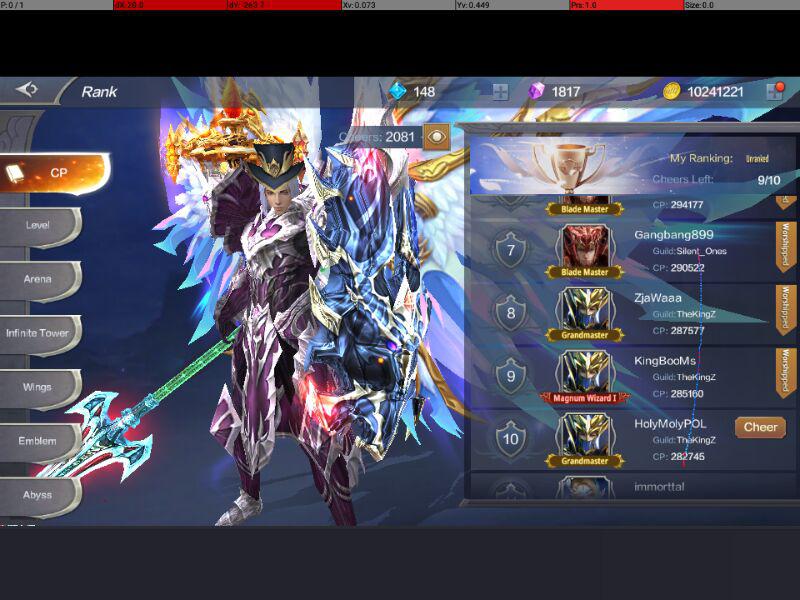 P: 0 / 1
dX: 20.0
dY: -263.7
Xv: 0.073
Yv: 0.449
Prs: 1.0
Size: 0.0
Rank
148
1817
10241221
Cheers: 2081
CP
Level
Arena
Infinite Tower
Wings
Emblem
Abyss
My Ranking: Unranked
Cheers Left: 9/10
Blade Master
CP: 294177
7
Blade Master
Gangbang899
Guild:Silent_Ones
CP: 290522
Worshipped
8
Grandmaster
ZjaWaaa
Guild:TheKingZ
CP: 287577
Worshipped
9
Magnum Wizard I
KingBooMs
Guild:TheKingZ
CP: 285160
Worshipped
10
Grandmaster
HolyMolyPOL
Guild:TheKingZ
CP: 282745
Cheer
immorttal